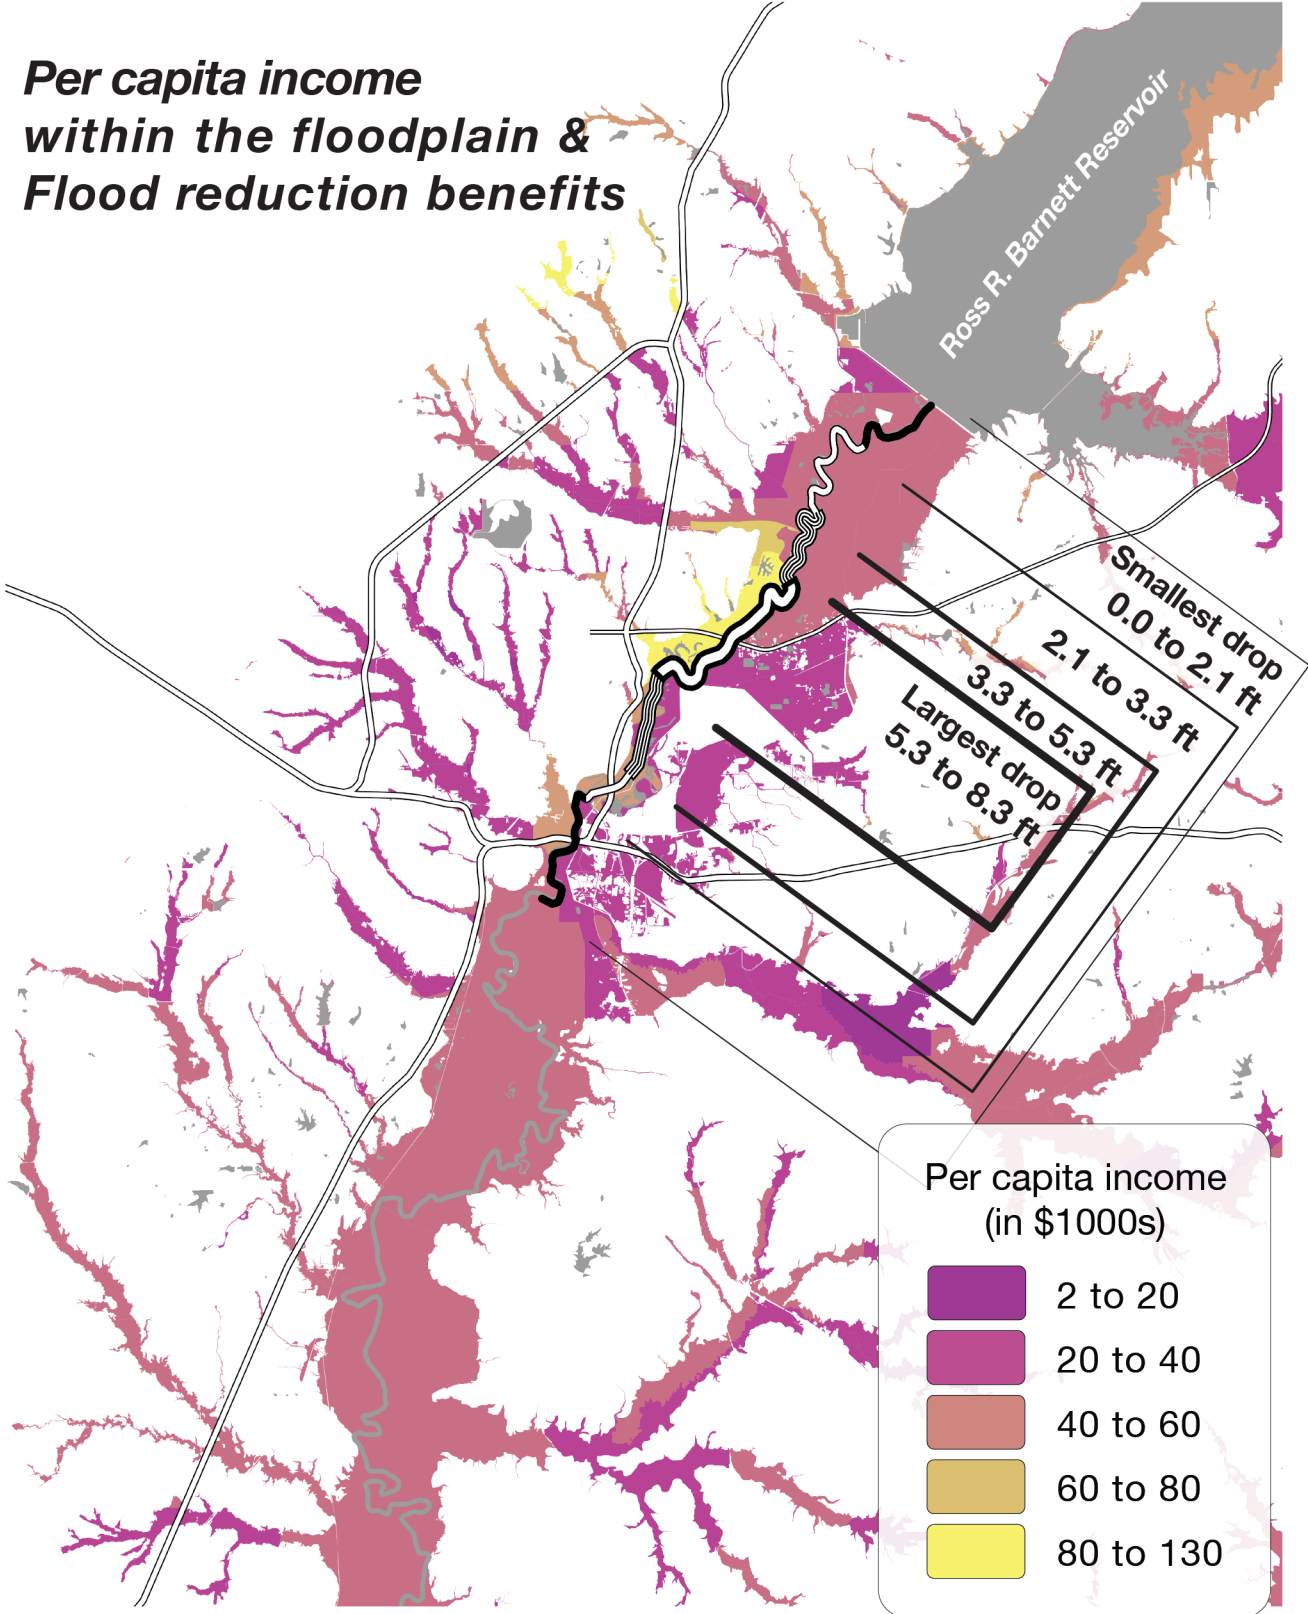 Per capita income
within the floodplain &
Flood reduction benefits
Ross R. Barnett Reservoir
Smallest drop
0.0 to 2.1 ft
2.1 to 3.3 ft
3.3 to 5.3 ft
Largest drop
5.3 to 8.3 ft
Per capita income
(in $1000s)
2 to 20
20 to 40
40 to 60
60 to 80
80 to 130